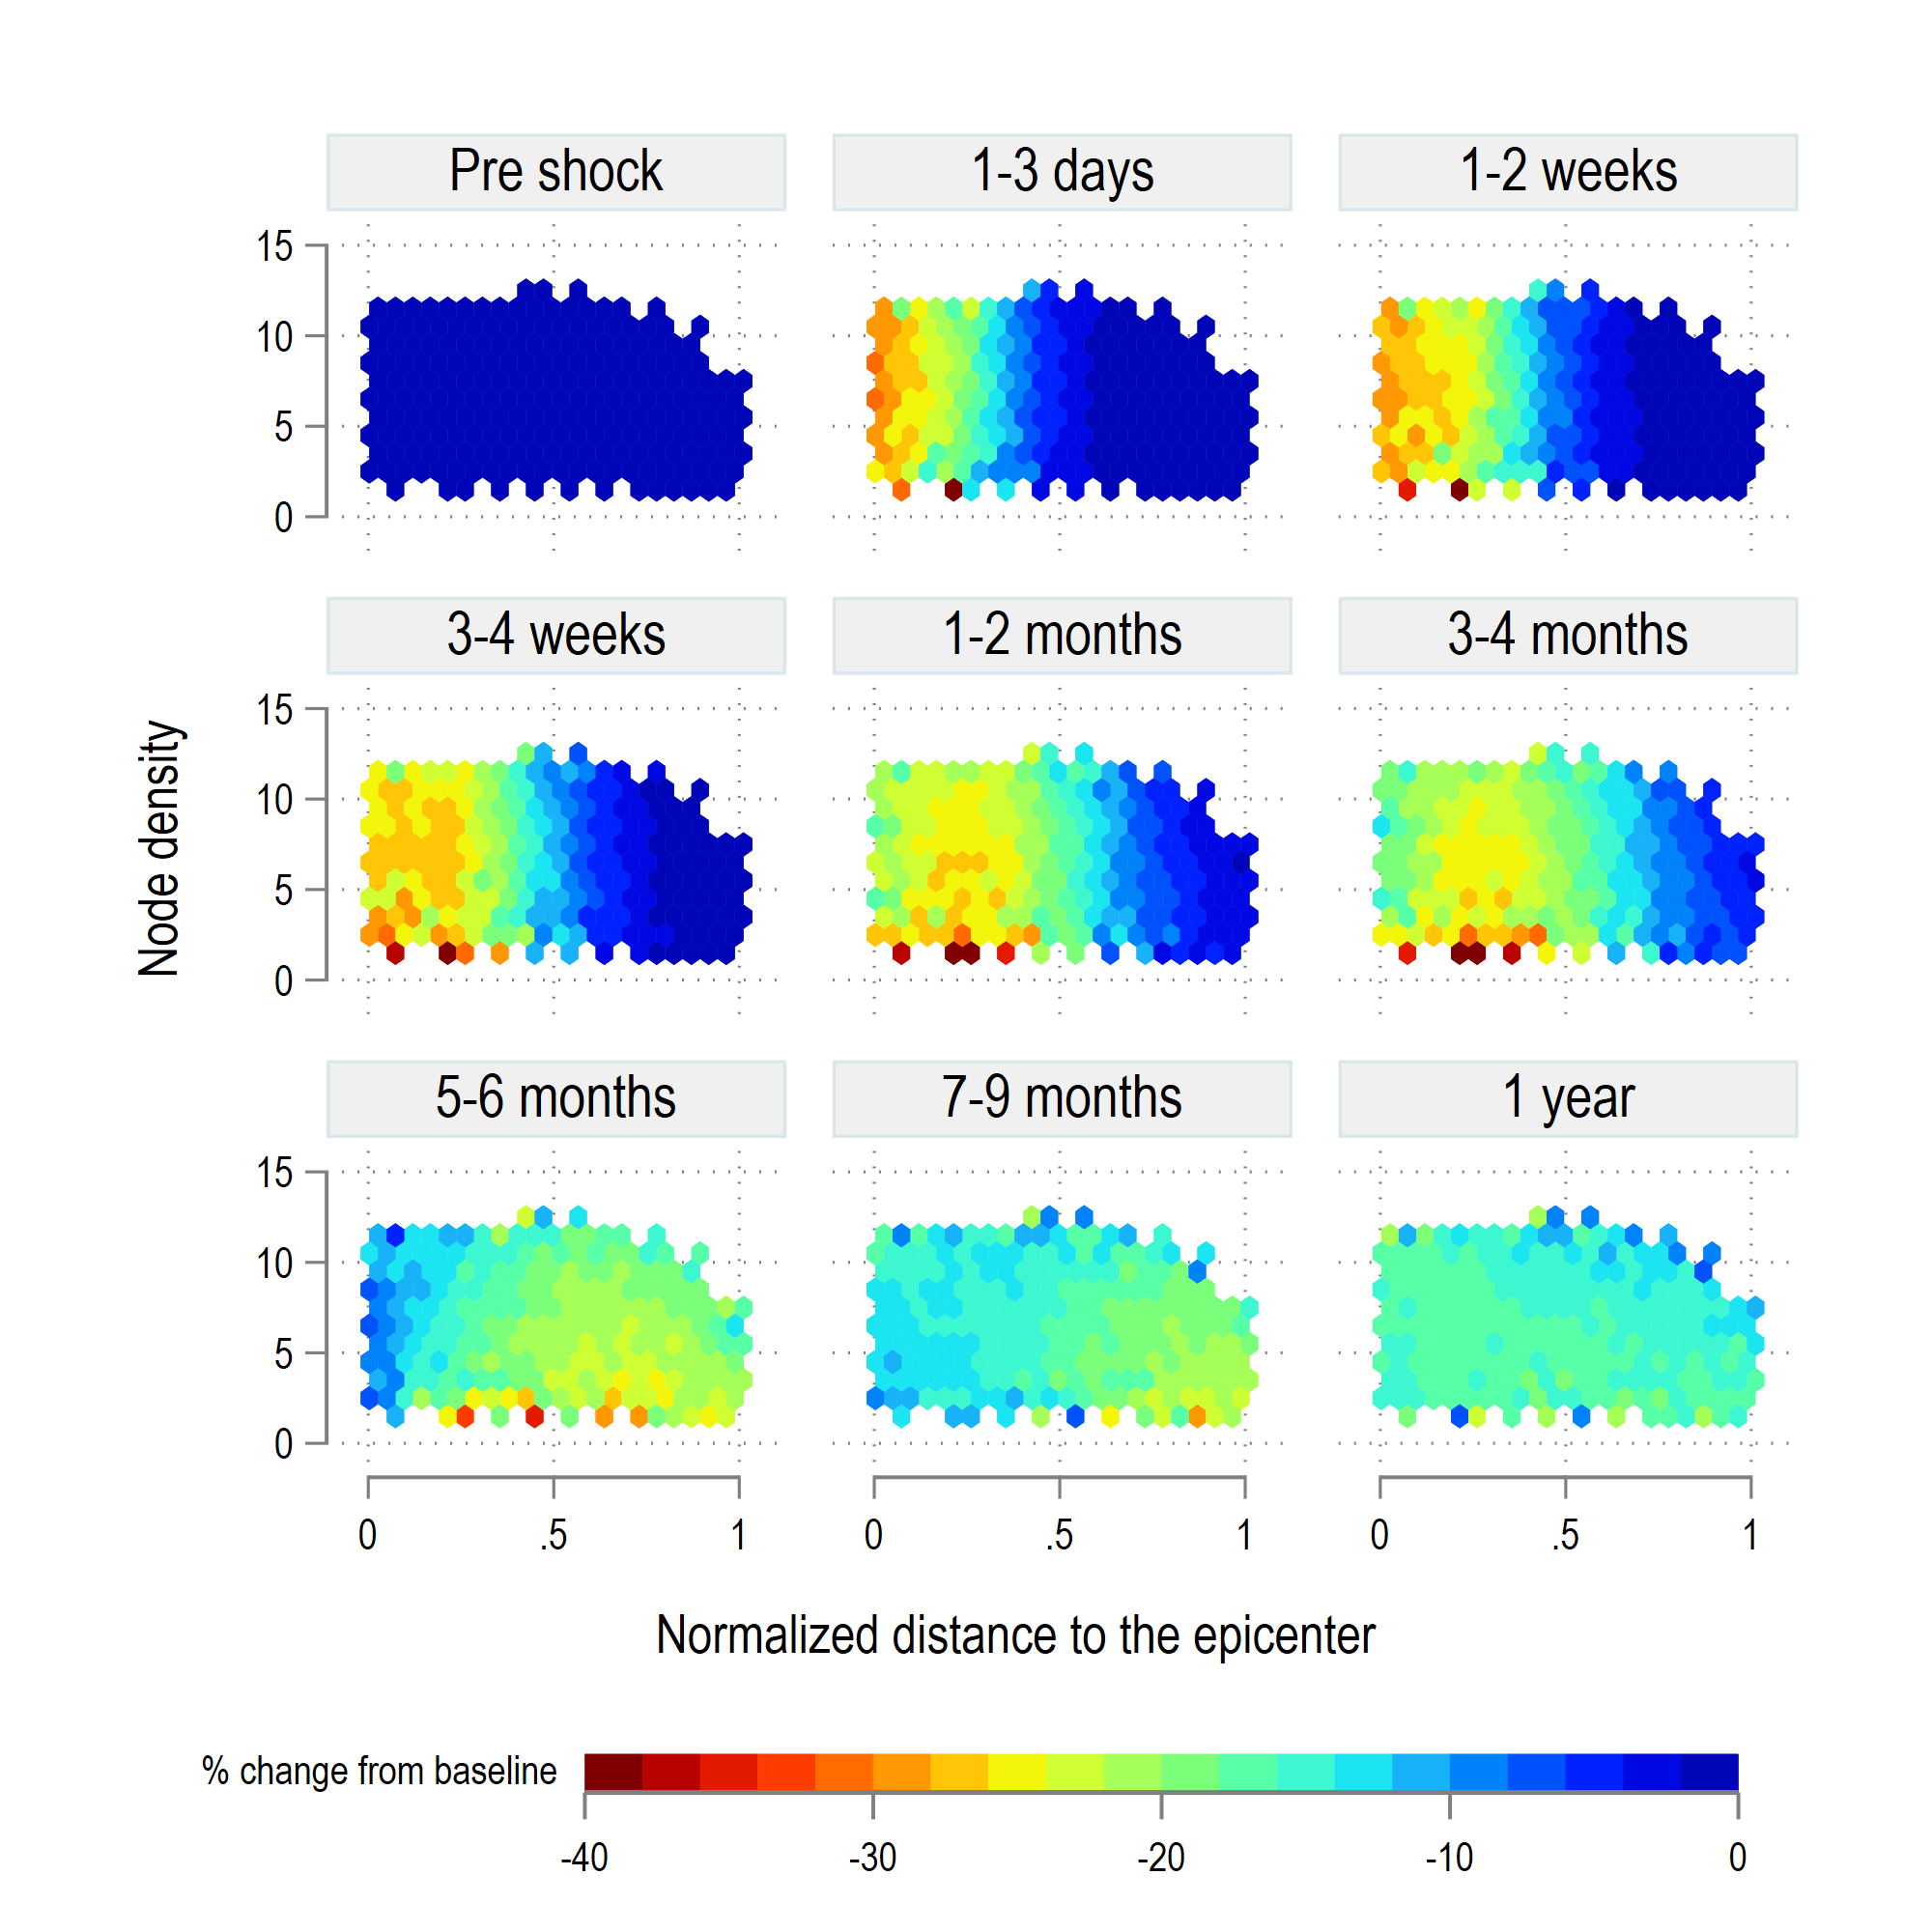 Pre shock
1-3 days
1-2 weeks
15
10
5
0
3-4 weeks
1-2 months
3-4 months
15
10
5
0
Node density
5-6 months
7-9 months
1 year
15
10
5
0
0 .5 1 0 .5 1 0 .5 1
Normalized distance to the epicenter
% change from baseline
-40 -30 -20 -10 0